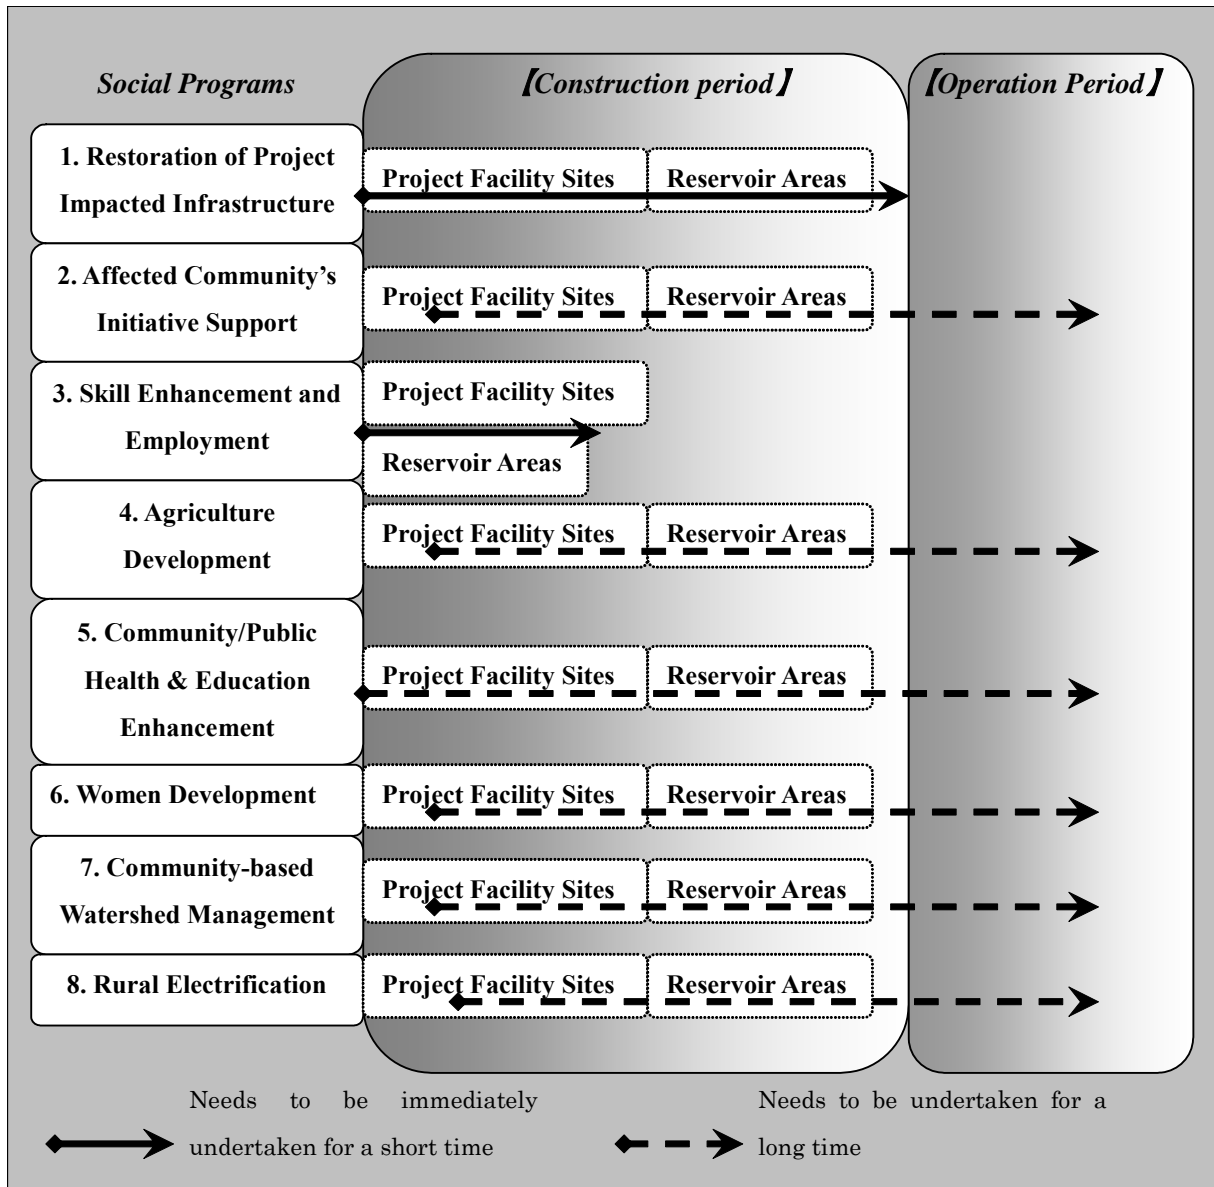 Social Programs
【Construction period】
【Operation Period】
1. Restoration of Project
Impacted Infrastructure
Project Facility Sites
Reservoir Areas
2. Affected Community’s
Initiative Support
Project Facility Sites
Reservoir Areas
3. Skill Enhancement and
Employment
Project Facility Sites
Reservoir Areas
4. Agriculture
Development
Project Facility Sites
Reservoir Areas
5. Community/Public
Health & Education
Enhancement
Project Facility Sites
Reservoir Areas
6. Women Development
Project Facility Sites
Reservoir Areas
7. Community-based
Watershed Management
Project Facility Sites
Reservoir Areas
8. Rural Electrification
Project Facility Sites
Reservoir Areas
Needs to be immediately
undertaken for a short time
Needs to be undertaken for a
long time